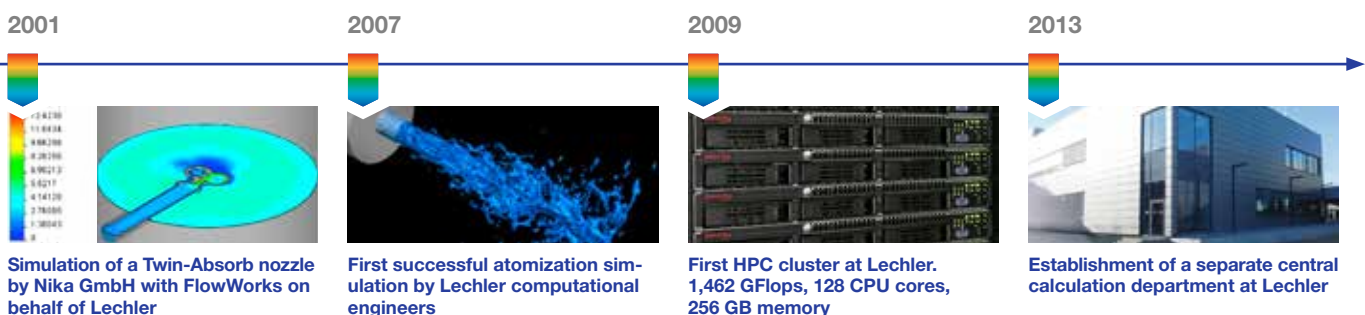 2001
2007
2009
2013
Simulation of a Twin-Absorb nozzle
by Nika GmbH with FlowWorks on
behalf of Lechler
First successful atomization sim-
ulation by Lechler computational
engineers
First HPC cluster at Lechler.
1,462 GFlops, 128 CPU cores,
256 GB memory
Establishment of a separate central
calculation department at Lechler